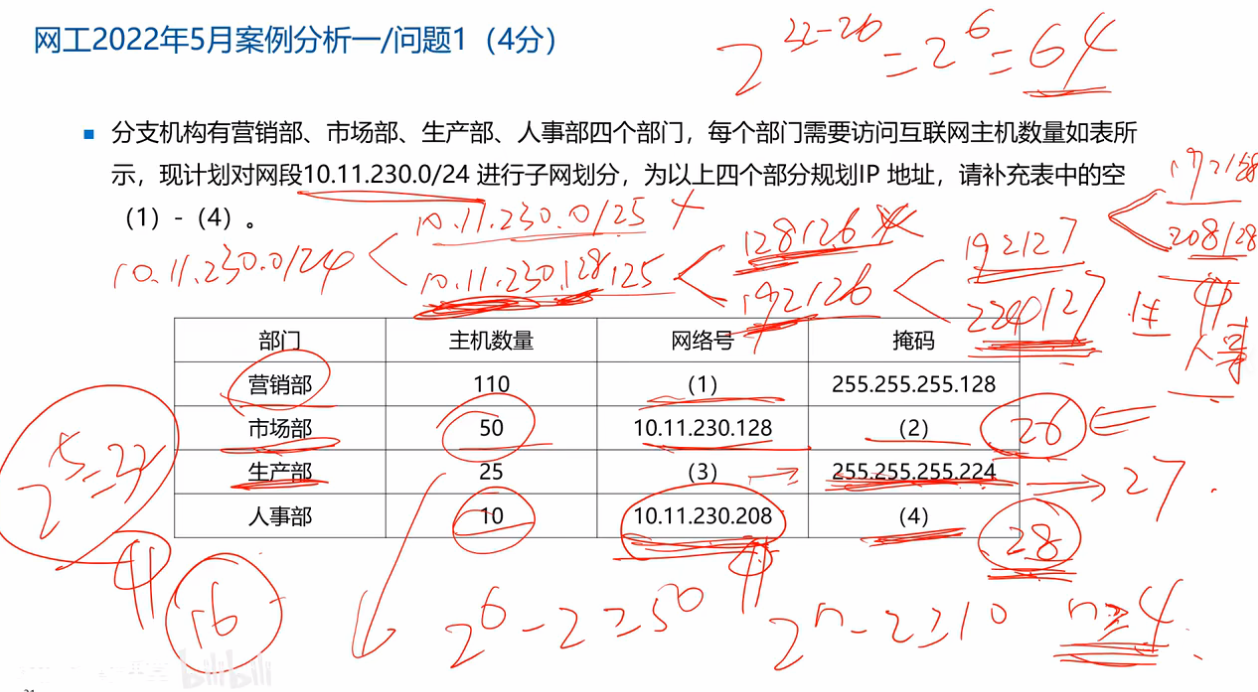 网工2022年5月案例分析一/问题1（4分）
2^32-26 = 2^6 = 64
■ 分支机构有营销部、市场部、生产部、人事部四个部门，每个部门需要访问互联网主机数量如表所
示，现计划对网段10.11.230.0/24 进行子网划分，为以上四个部分规划IP 地址，请补充表中的空
（1）-（4）。
192/28
10.11.230.0/25 ×
128/26 ×
192/27
208/28
10.11.230.0/24
10.11.230.128/25
192/26
224/27
生
人事
部门 主机数量 网络号 掩码
营销部 110 （1） 255.255.255.128
市场部 50 10.11.230.128 （2） 26
生产部 25 （3） 255.255.255.224 27
人事部 10 10.11.230.208 （4） 28
2^5=32
16
2^6-2≥50
2^n-2≥10
n≥4
bilibili